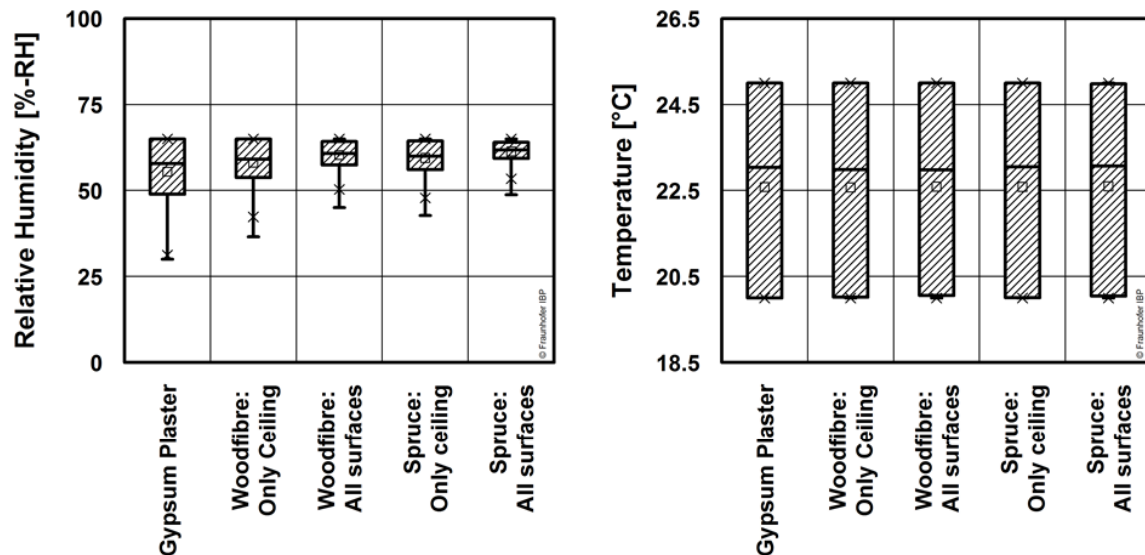 Relative Humidity [%-RH]
100
75
50
25
0
© Fraunhofer IBP
Gypsum Plaster
Woodfibre:
Only Ceiling
Woodfibre:
All surfaces
Spruce:
Only ceiling
Spruce:
All surfaces
Temperature [°C]
26.5
24.5
22.5
20.5
18.5
© Fraunhofer IBP
Gypsum Plaster
Woodfibre:
Only Ceiling
Woodfibre:
All surfaces
Spruce:
Only ceiling
Spruce:
All surfaces